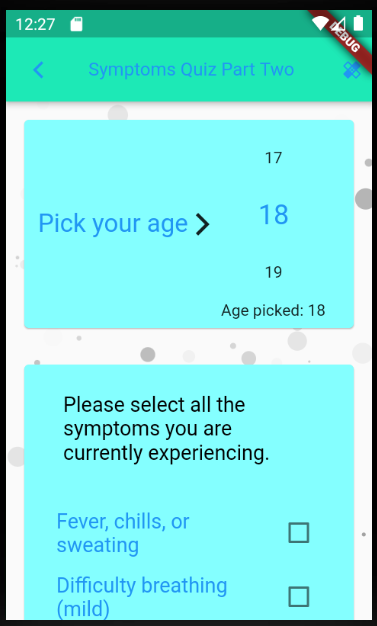 12:27
DEBUG
Symptoms Quiz Part Two
17
Pick your age
18
19
Age picked: 18
Please select all the
symptoms you are
currently experiencing.
Fever, chills, or
sweating
Difficulty breathing
(mild)